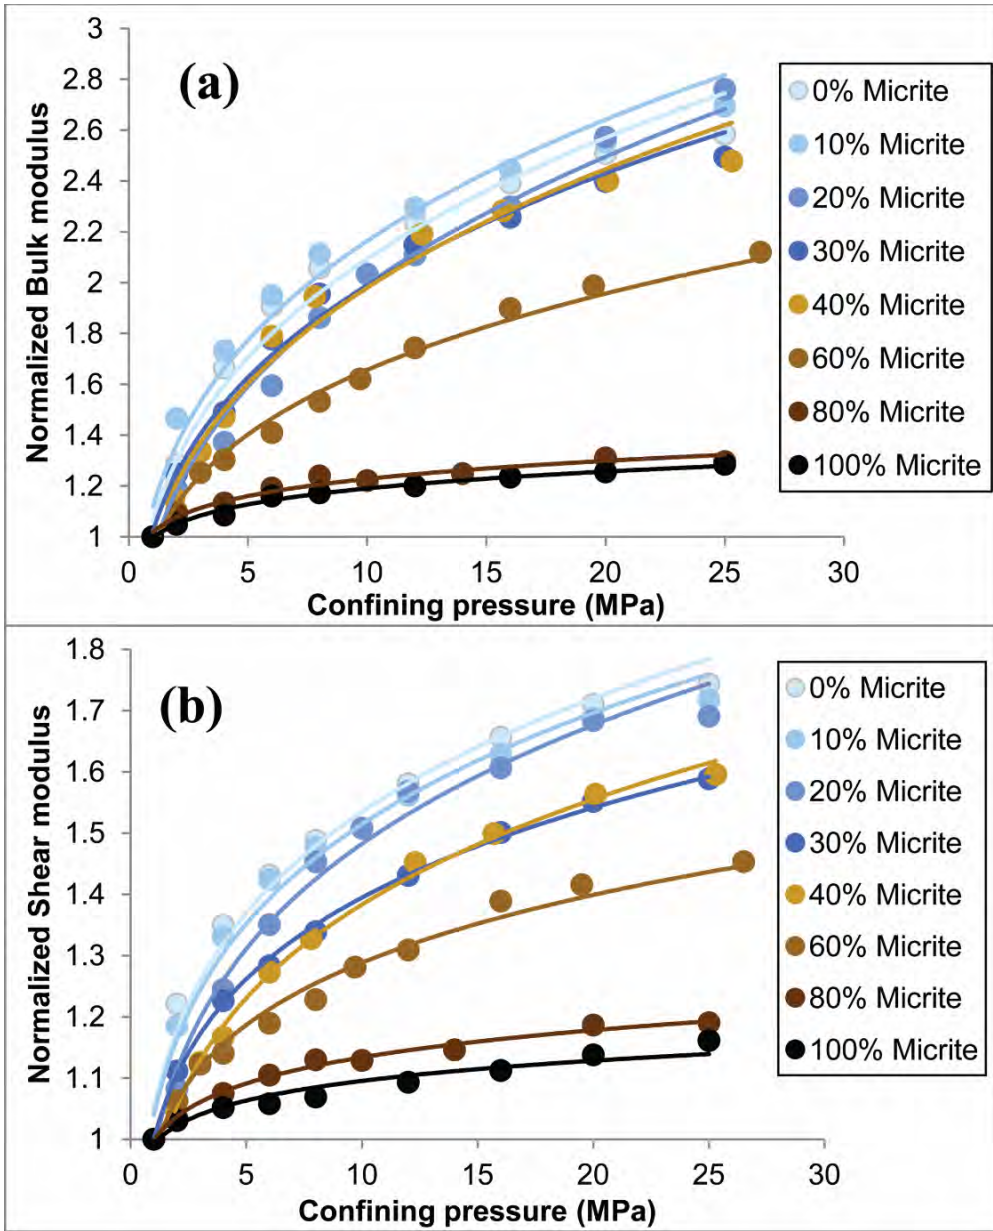 (a)
Normalized Bulk modulus
3
2.8
2.6
2.4
2.2
2
1.8
1.6
1.4
1.2
1
0 5 10 15 20 25 30
Confining pressure (MPa)
0% Micrite
10% Micrite
20% Micrite
30% Micrite
40% Micrite
60% Micrite
80% Micrite
100% Micrite
(b)
Normalized Shear modulus
1.8
1.7
1.6
1.5
1.4
1.3
1.2
1.1
1
0 5 10 15 20 25 30
Confining pressure (MPa)
0% Micrite
10% Micrite
20% Micrite
30% Micrite
40% Micrite
60% Micrite
80% Micrite
100% Micrite